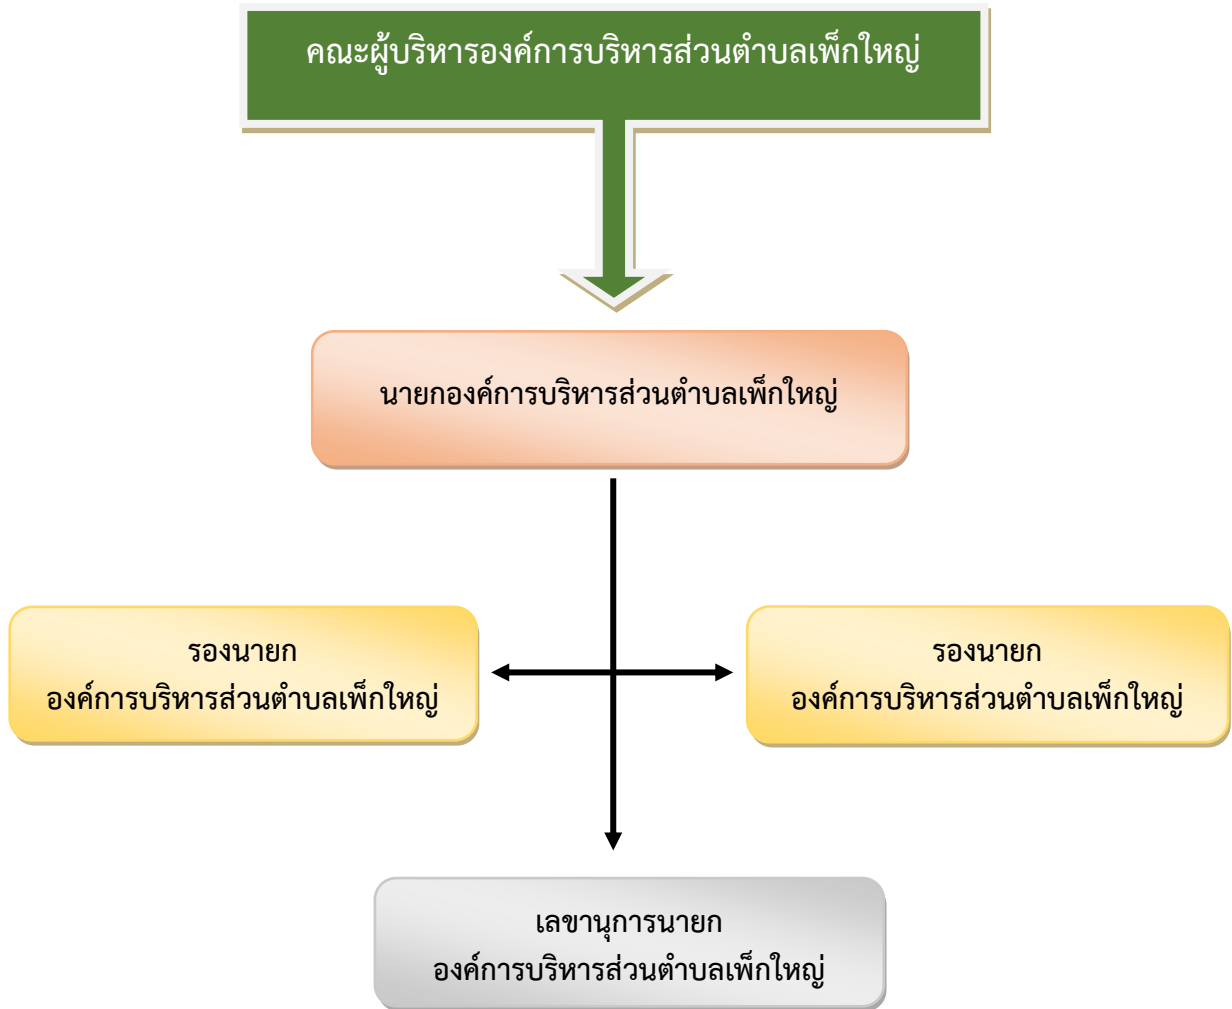 คณะผู้บริหารองค์การบริหารส่วนตำบลเพ็กใหญ่
นายกองค์การบริหารส่วนตำบลเพ็กใหญ่
รองนายก
องค์การบริหารส่วนตำบลเพ็กใหญ่
รองนายก
องค์การบริหารส่วนตำบลเพ็กใหญ่
เลขานุการนายก
องค์การบริหารส่วนตำบลเพ็กใหญ่